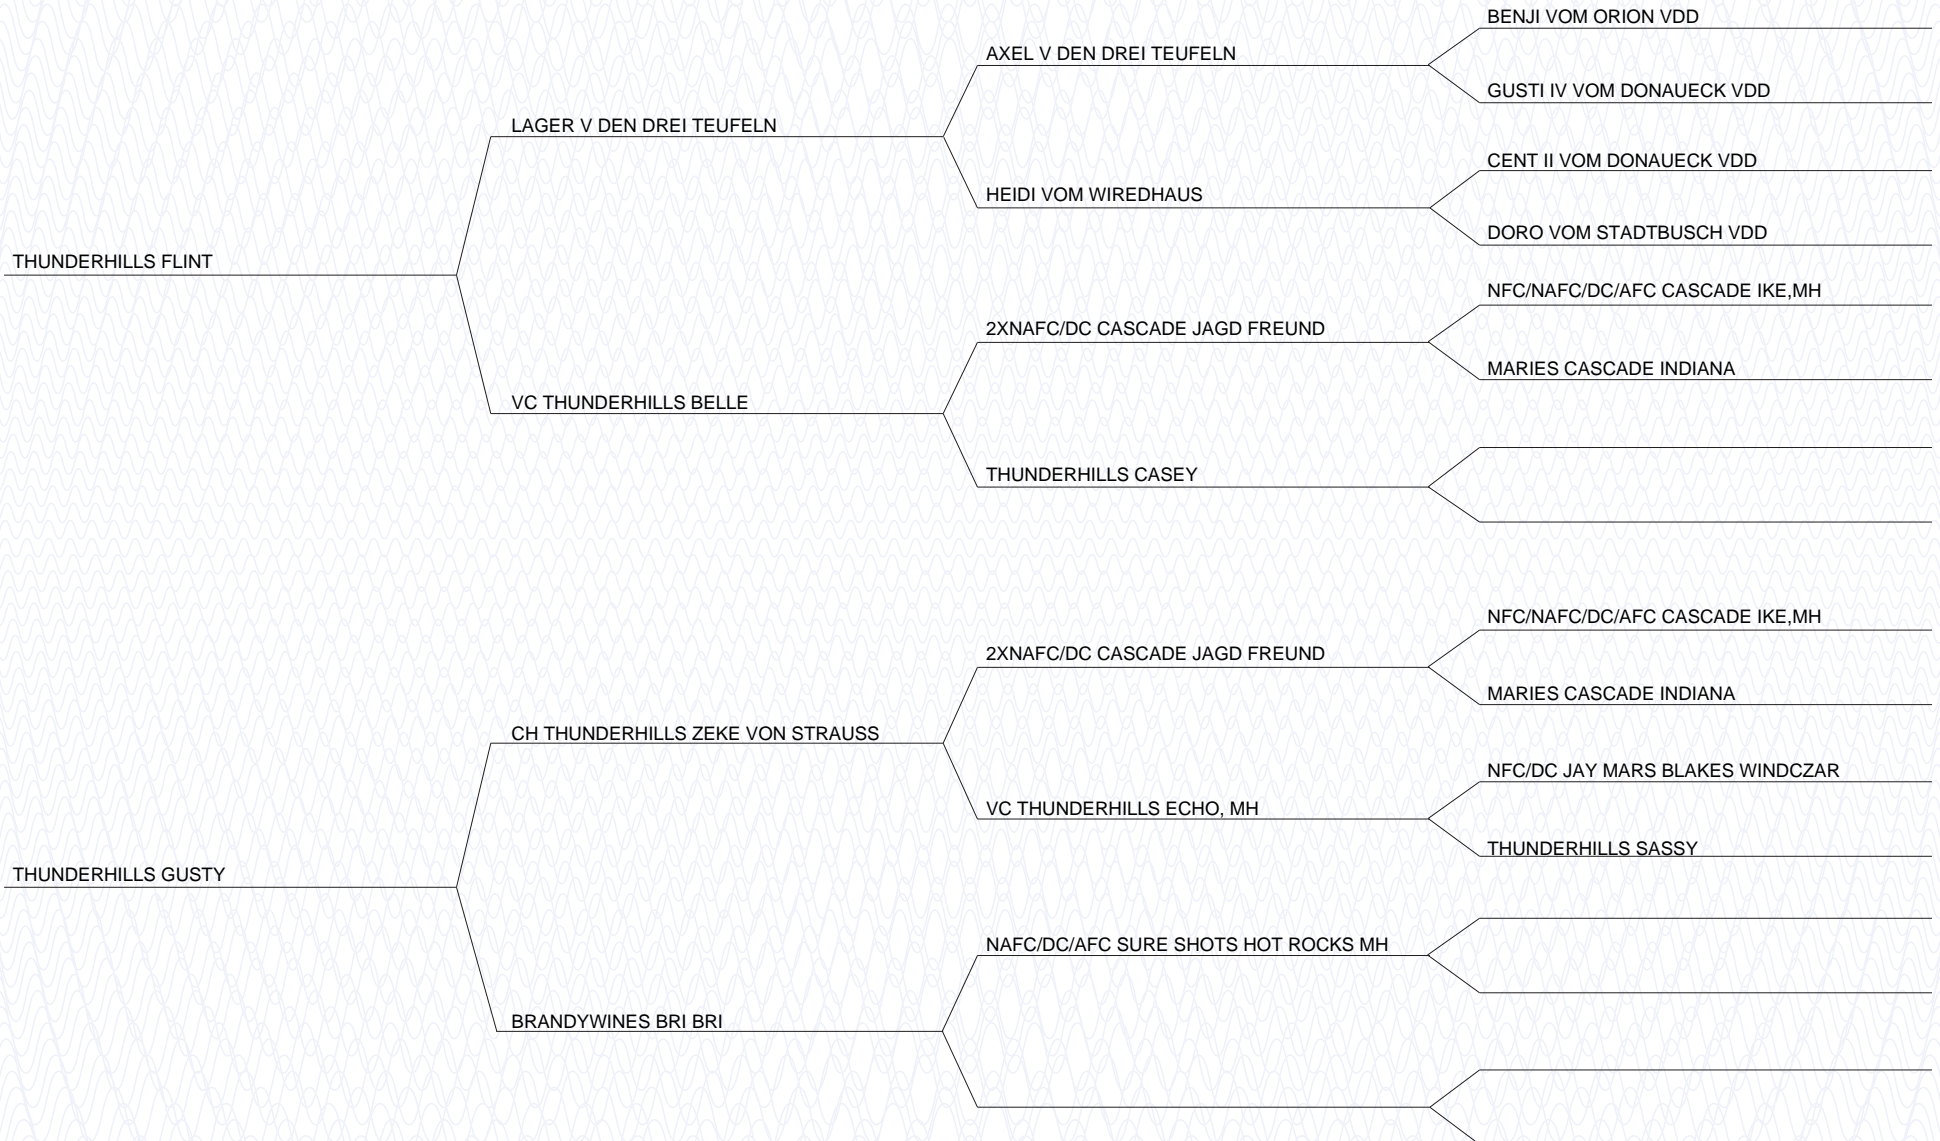 BENJI VOM ORION VDD
AXEL V DEN DREI TEUFELN
GUSTI IV VOM DONAUECK VDD
LAGER V DEN DREI TEUFELN
CENT II VOM DONAUECK VDD
HEIDI VOM WIREDHAUS
DORO VOM STADTBUSCH VDD
THUNDERHILLS FLINT
NFC/NAFC/DC/AFC CASCADE IKE,MH
2XNAFC/DC CASCADE JAGD FREUND
MARIES CASCADE INDIANA
VC THUNDERHILLS BELLE
THUNDERHILLS CASEY
NFC/NAFC/DC/AFC CASCADE IKE,MH
2XNAFC/DC CASCADE JAGD FREUND
MARIES CASCADE INDIANA
CH THUNDERHILLS ZEKE VON STRAUSS
NFC/DC JAY MARS BLAKES WINDCZAR
VC THUNDERHILLS ECHO, MH
THUNDERHILLS SASSY
THUNDERHILLS GUSTY
NAFC/DC/AFC SURE SHOTS HOT ROCKS MH
BRANDYWINES BRI BRI